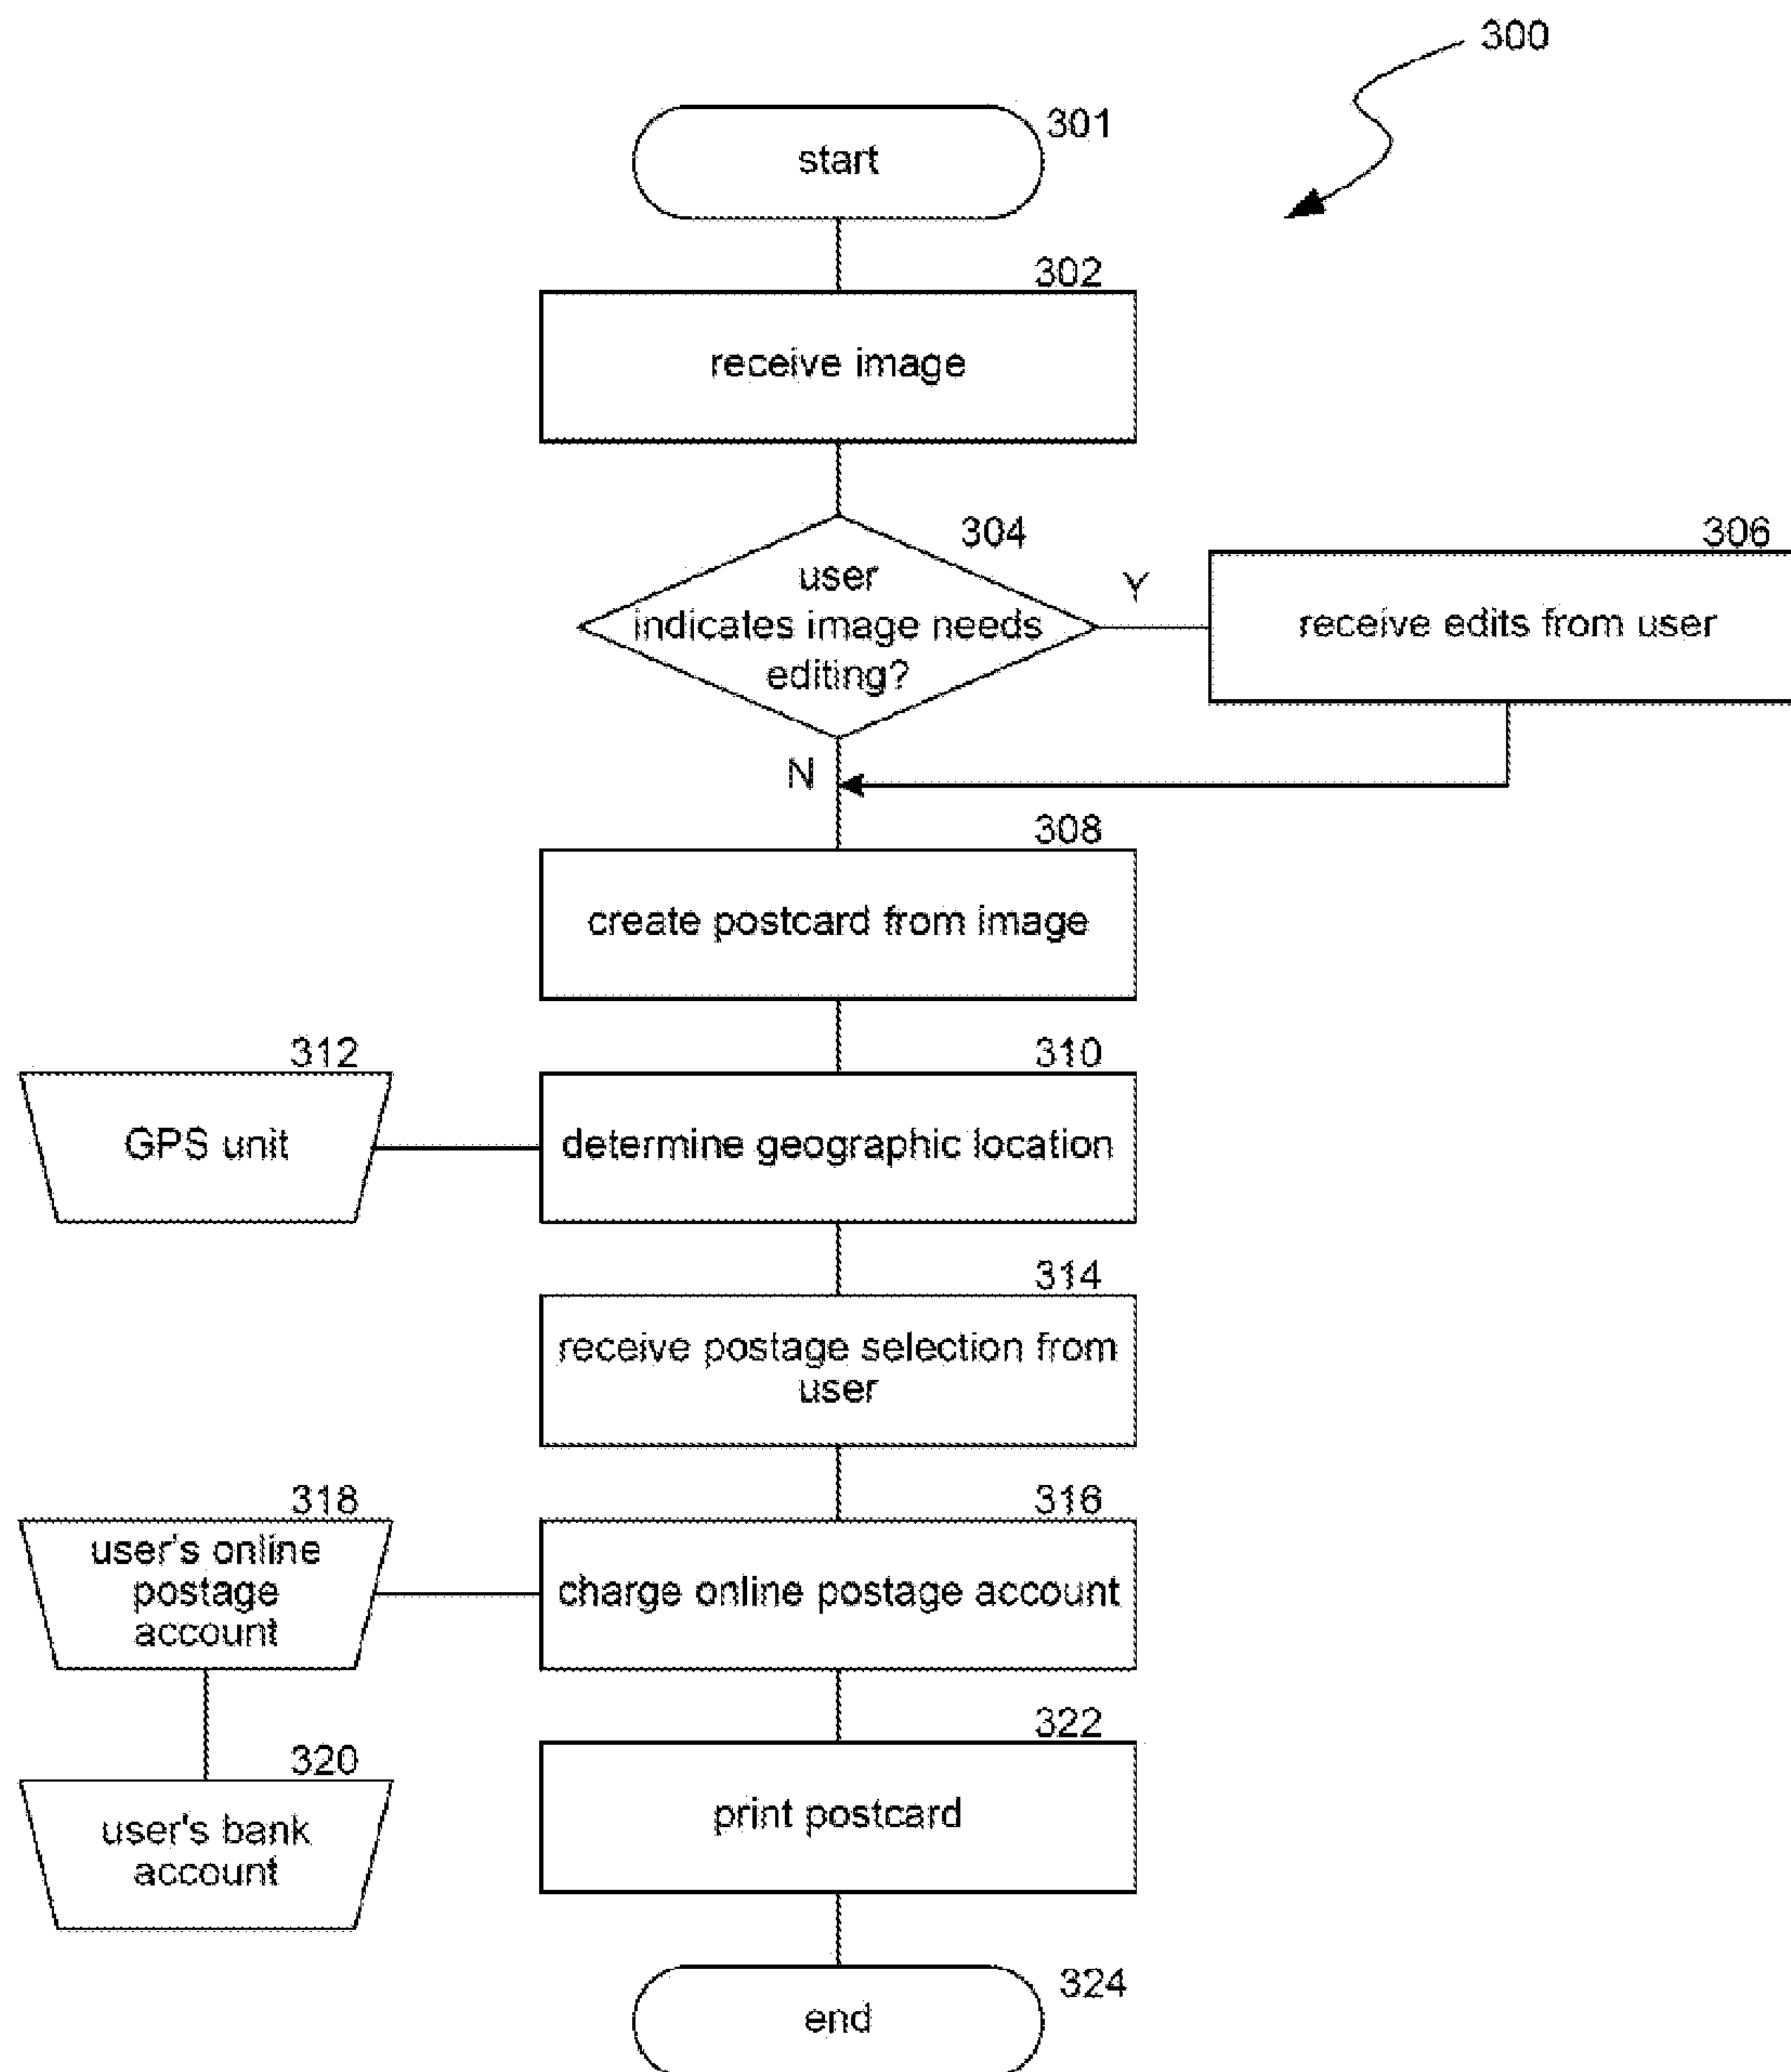 300
301
start
302
receive image
304
user
indicates image needs
editing?
Y
306
receive edits from user
N
308
create postcard from image
312
GPS unit
310
determine geographic location
314
receive postage selection from
user
318
user's online
postage
account
316
charge online postage account
320
user's bank
account
322
print postcard
324
end